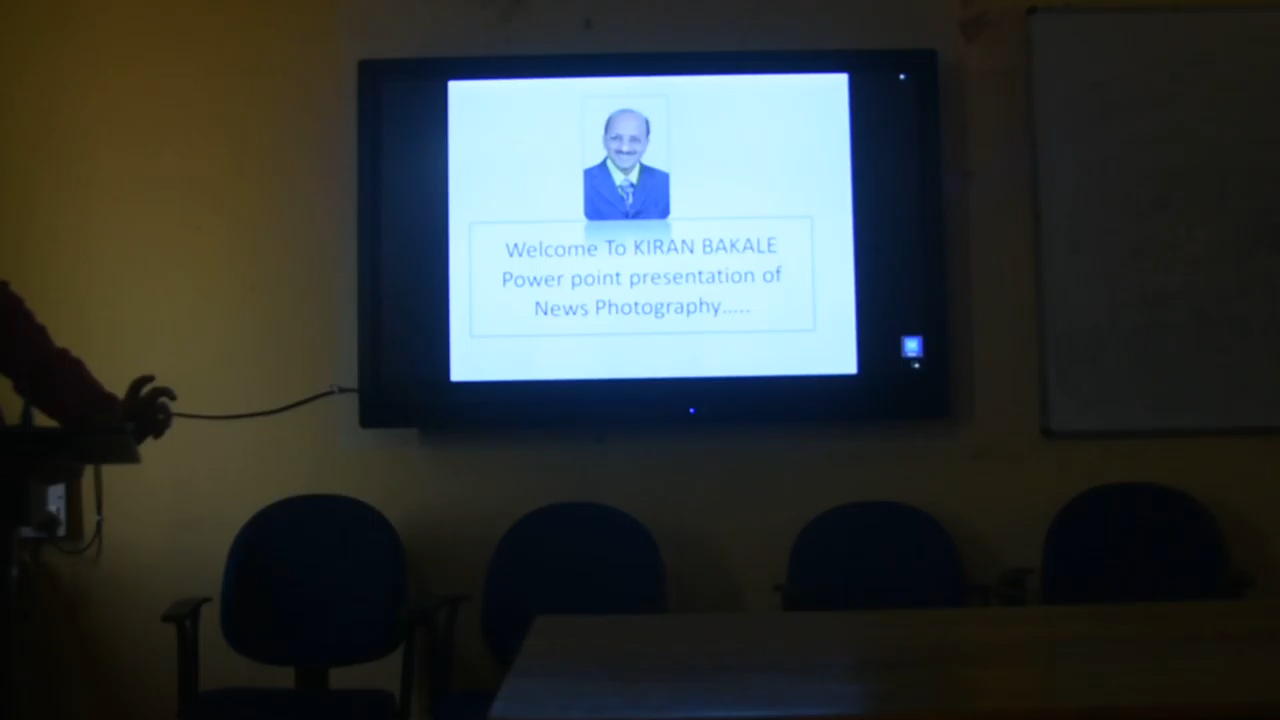 Welcome To KIRAN BAKALE
Power point presentation of
News Photography.....